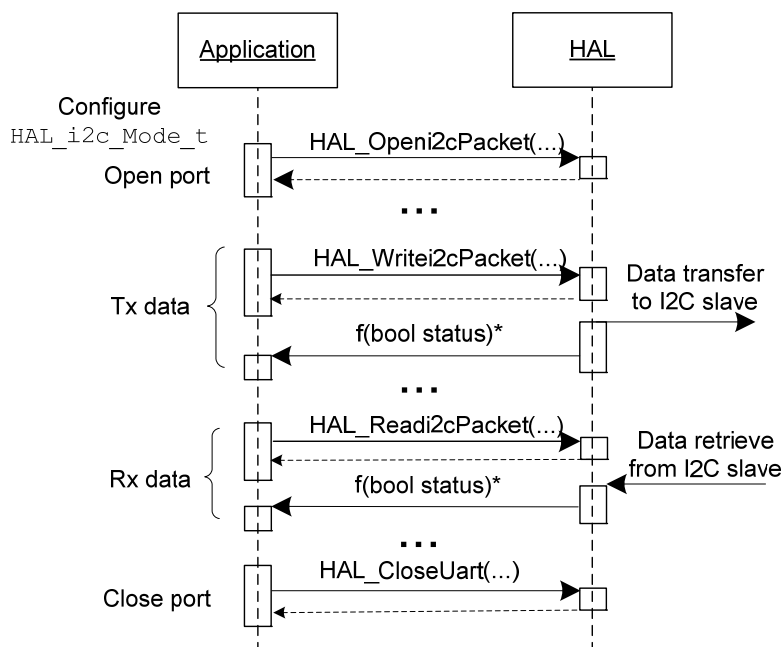 Application
HAL
Configure
HAL_i2c_Mode_t
HAL_Openi2cPacket(...)
Open port
...
HAL_Writei2cPacket(...)
Data transfer
to I2C slave
Tx data
f(bool status)*
...
HAL_Readi2cPacket(...)
Data retrieve
from I2C slave
Rx data
f(bool status)*
...
HAL_CloseUart(...)
Close port